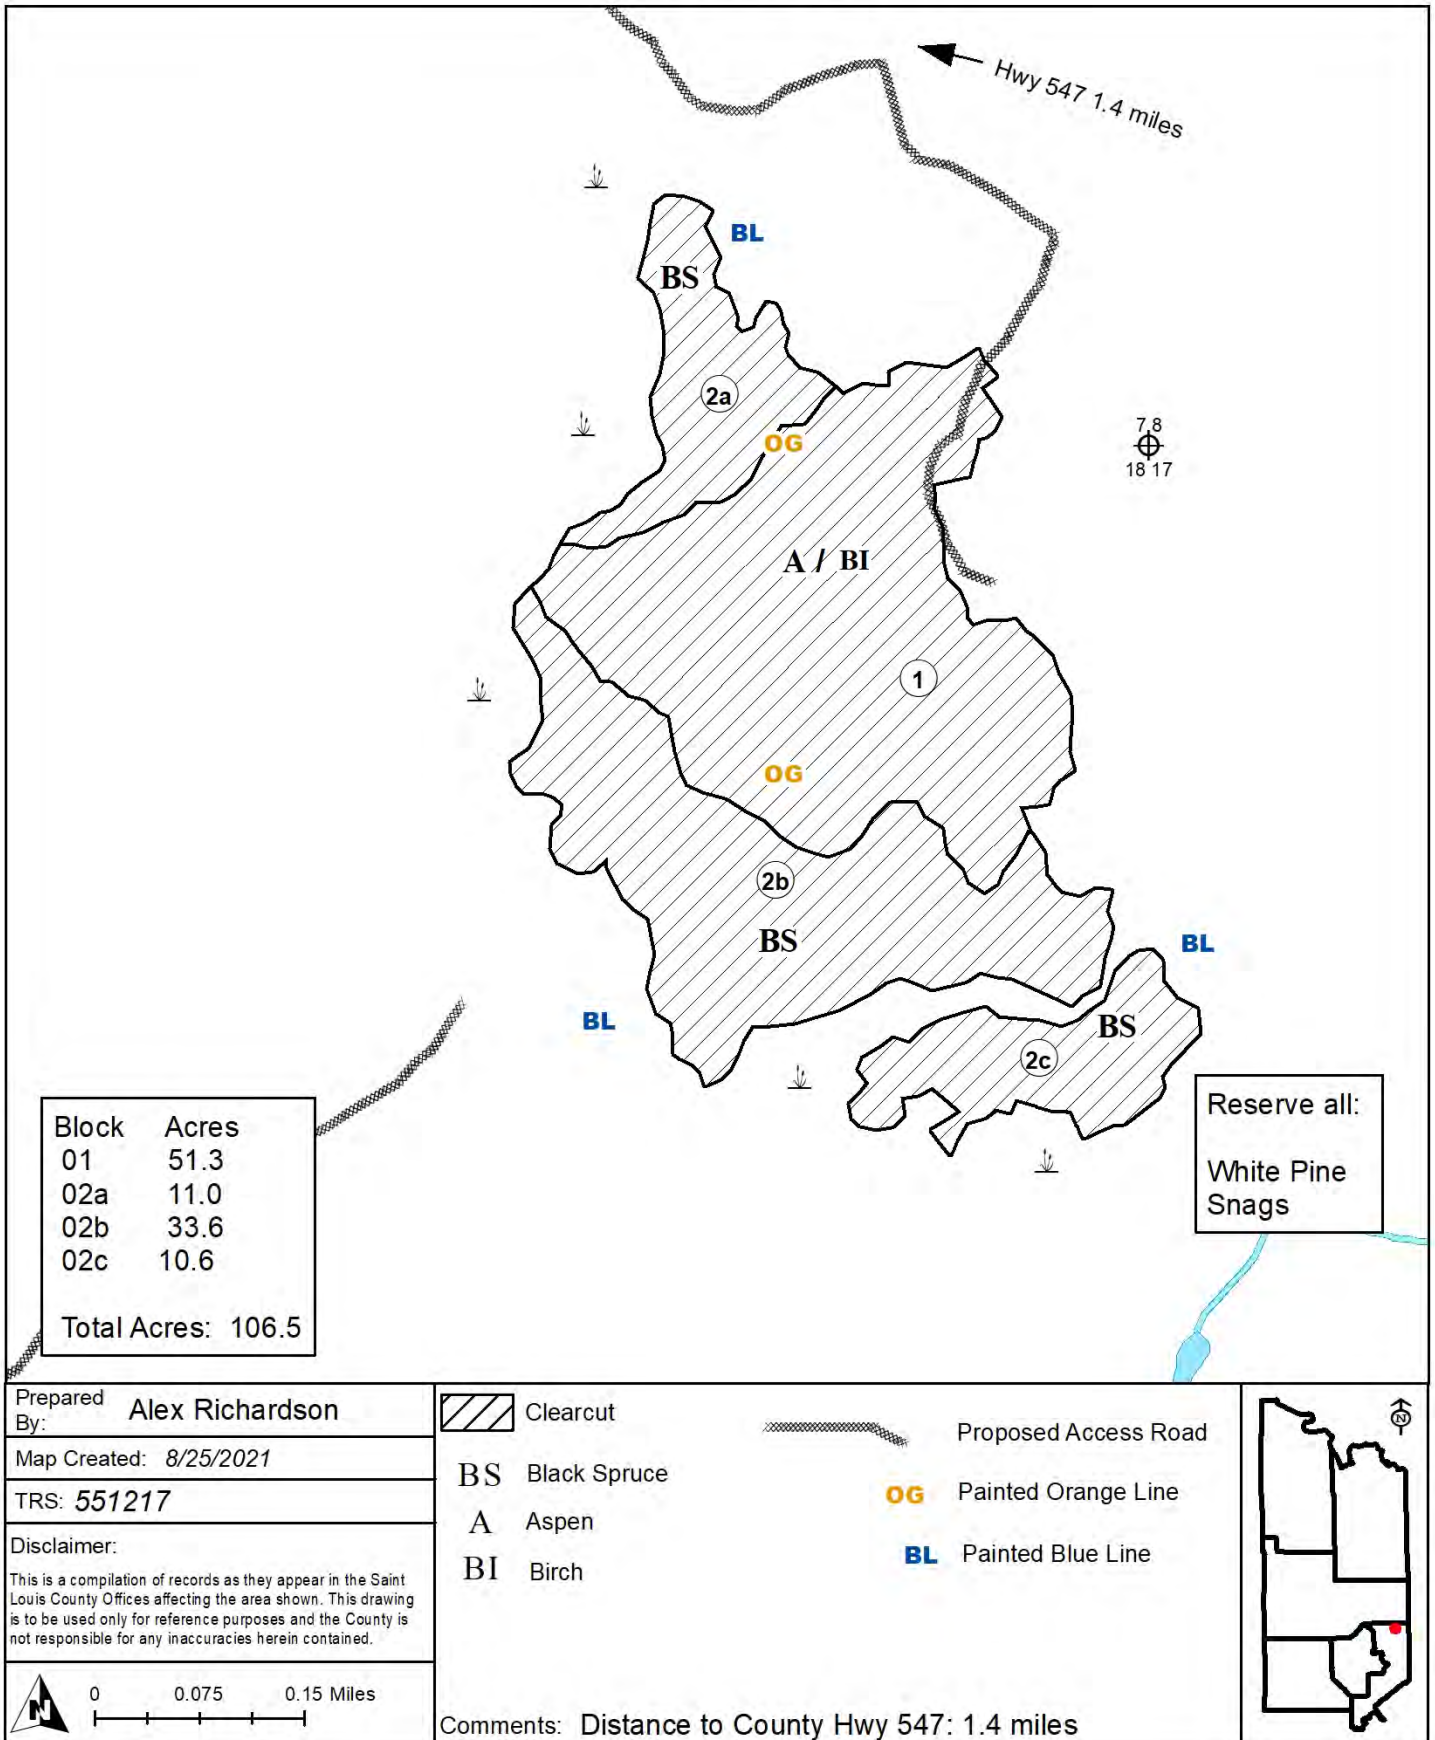 Hwy 547 1.4 miles
BL
BS
2a
OG
7 8
18 17
A / BI
1
OG
2b
BS
BL
BL
BS
2c
Block Acres
01 51.3
02a 11.0
02b 33.6
02c 10.6
Total Acres: 106.5
Reserve all:
White Pine
Snags
Prepared
By: Alex Richardson
Map Created: 8/25/2021
TRS: 551217
Disclaimer:
This is a compilation of records as they appear in the Saint
Louis County Offices affecting the area shown. This drawing
is to be used only for reference purposes and the County is
not responsible for any inaccuracies herein contained.
N
0 0.075 0.15 Miles
Clearcut
BS Black Spruce
A Aspen
BI Birch
Proposed Access Road
OG Painted Orange Line
BL Painted Blue Line
Comments: Distance to County Hwy 547: 1.4 miles
N